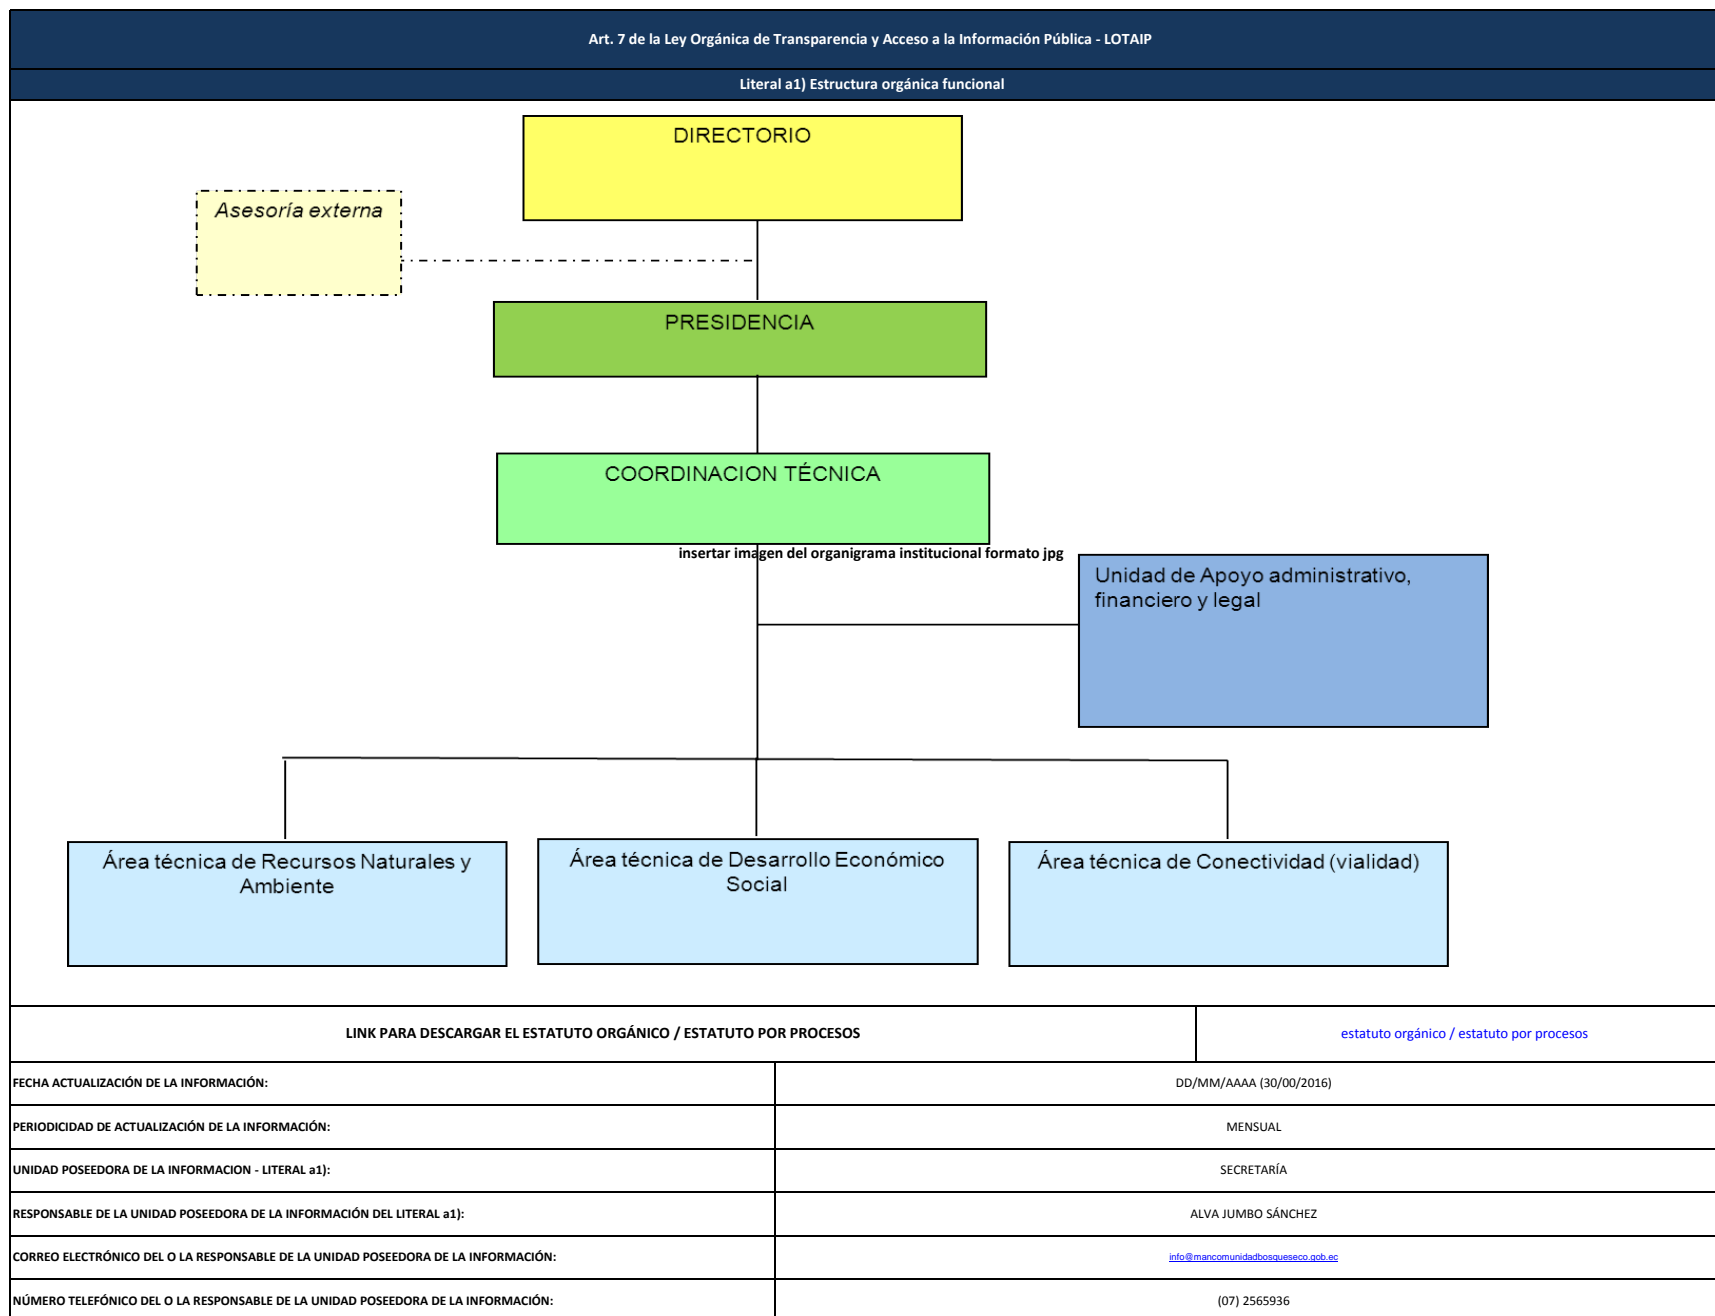 Art. 7 de la Ley Orgánica de Transparencia y Acceso a la Información Pública - LOTAIP
Literal a1) Estructura orgánica funcional
DIRECTORIO
Asesoría externa
PRESIDENCIA
COORDINACION TÉCNICA
insertar imagen del organigrama institucional formato jpg
Unidad de Apoyo administrativo,
financiero y legal
Área técnica de Recursos Naturales y
Ambiente
Área técnica de Desarrollo Económico
Social
Área técnica de Conectividad (vialidad)
LINK PARA DESCARGAR EL ESTATUTO ORGÁNICO / ESTATUTO POR PROCESOS
estatuto orgánico / estatuto por procesos
FECHA ACTUALIZACIÓN DE LA INFORMACIÓN:
DD/MM/AAAA (30/00/2016)
PERIODICIDAD DE ACTUALIZACIÓN DE LA INFORMACIÓN:
MENSUAL
UNIDAD POSEEDORA DE LA INFORMACION - LITERAL a1):
SECRETARÍA
RESPONSABLE DE LA UNIDAD POSEEDORA DE LA INFORMACIÓN DEL LITERAL a1):
ALVA JUMBO SÁNCHEZ
CORREO ELECTRÓNICO DEL O LA RESPONSABLE DE LA UNIDAD POSEEDORA DE LA INFORMACIÓN:
info@mancomunidadbosqueseco.gob.ec
NÚMERO TELEFÓNICO DEL O LA RESPONSABLE DE LA UNIDAD POSEEDORA DE LA INFORMACIÓN:
(07) 2565936